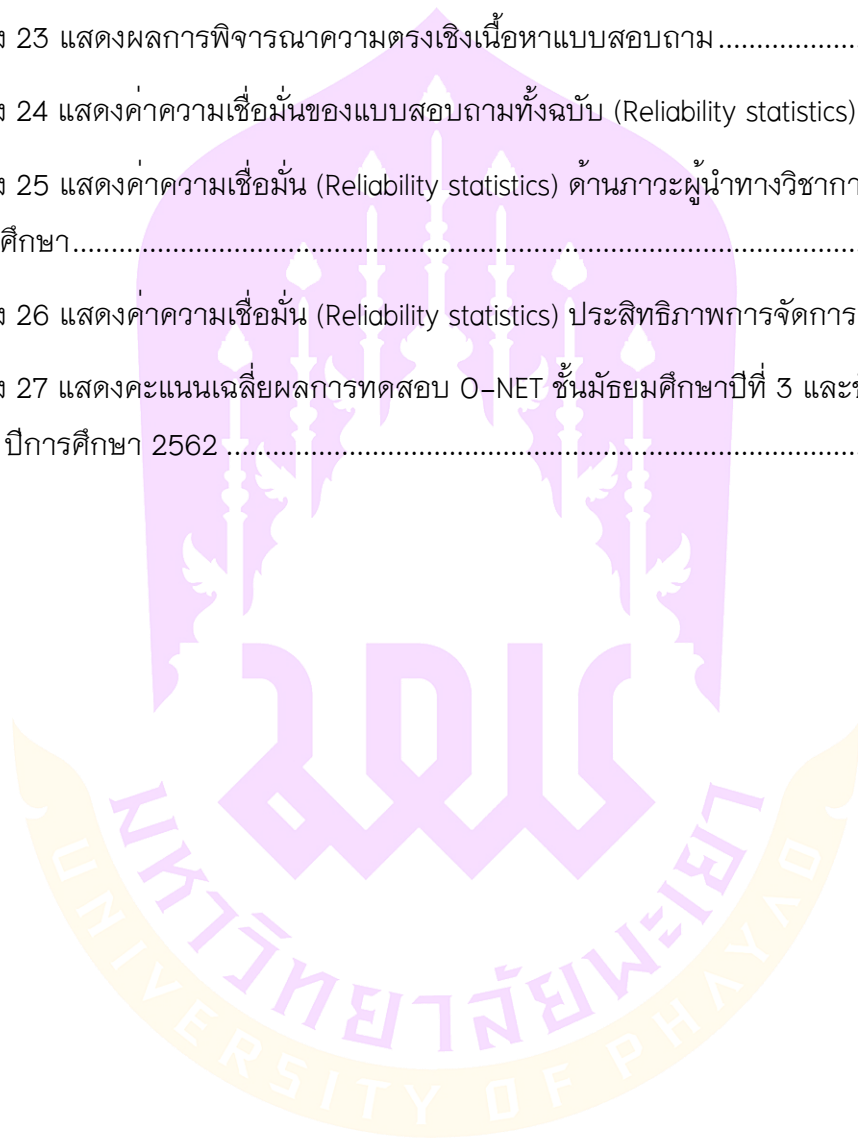 ง 23 แสดงผลการพิจารณาความตรงเชิงเนื้อหาแบบสอบถาม
ง 24 แสดงค่าความเชื่อมั่นของแบบสอบถามทั้งฉบับ (Reliability statistics)
ง 25 แสดงค่าความเชื่อมั่น (Reliability statistics) ด้านภาวะผู้นำทางวิชากา
ศึกษา
ง 26 แสดงค่าความเชื่อมั่น (Reliability statistics) ประสิทธิภาพการจัดการ
ง 27 แสดงคะแนนเฉลี่ยผลการทดสอบ O-NET ชั้นมัธยมศึกษาปีที่ 3 และ
ปีการศึกษา 2562
มหาวิทยาลัยพะเยา
UNIVERSITY OF PHAYAO